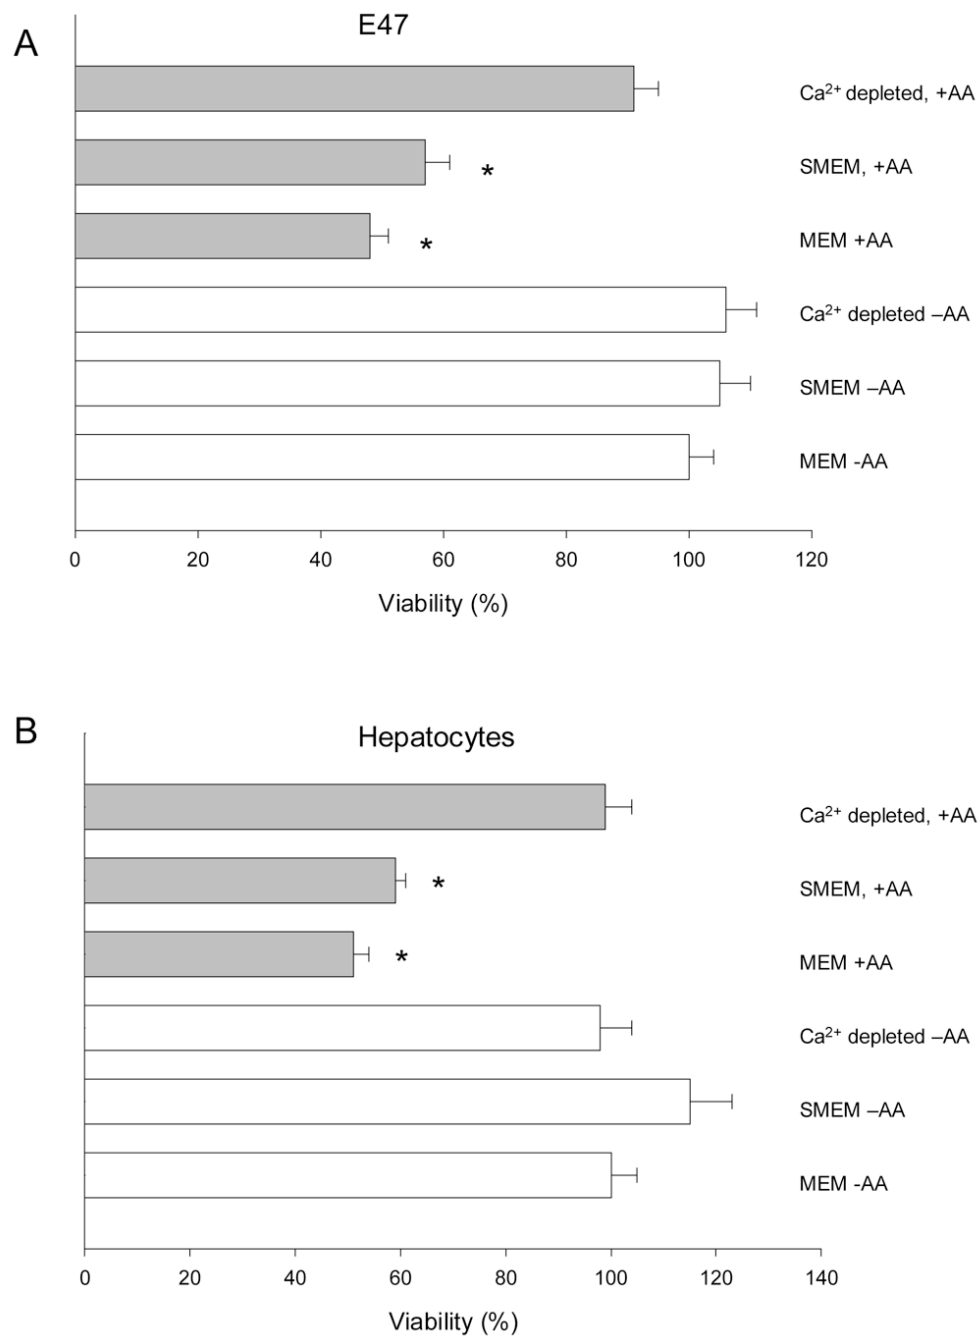 A
E47
Ca²⁺ depleted, +AA
*
SMEM, +AA
*
MEM +AA
Ca²⁺ depleted –AA
SMEM –AA
MEM -AA
0 20 40 60 80 100 120
Viability (%)
B
Hepatocytes
Ca²⁺ depleted, +AA
*
SMEM, +AA
*
MEM +AA
Ca²⁺ depleted –AA
SMEM –AA
MEM -AA
0 20 40 60 80 100 120 140
Viability (%)